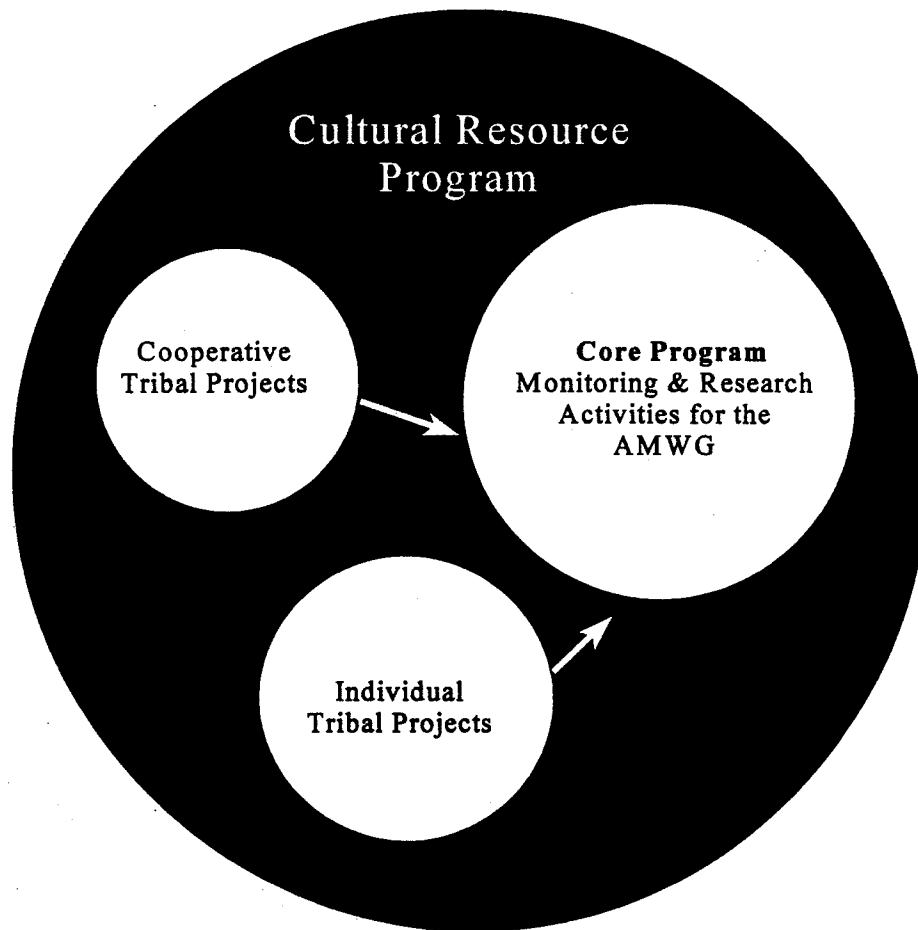 Cultural Resource
Program
Cooperative
Tribal Projects
Core Program
Monitoring & Research
Activities for the
AMWG
Individual
Tribal Projects